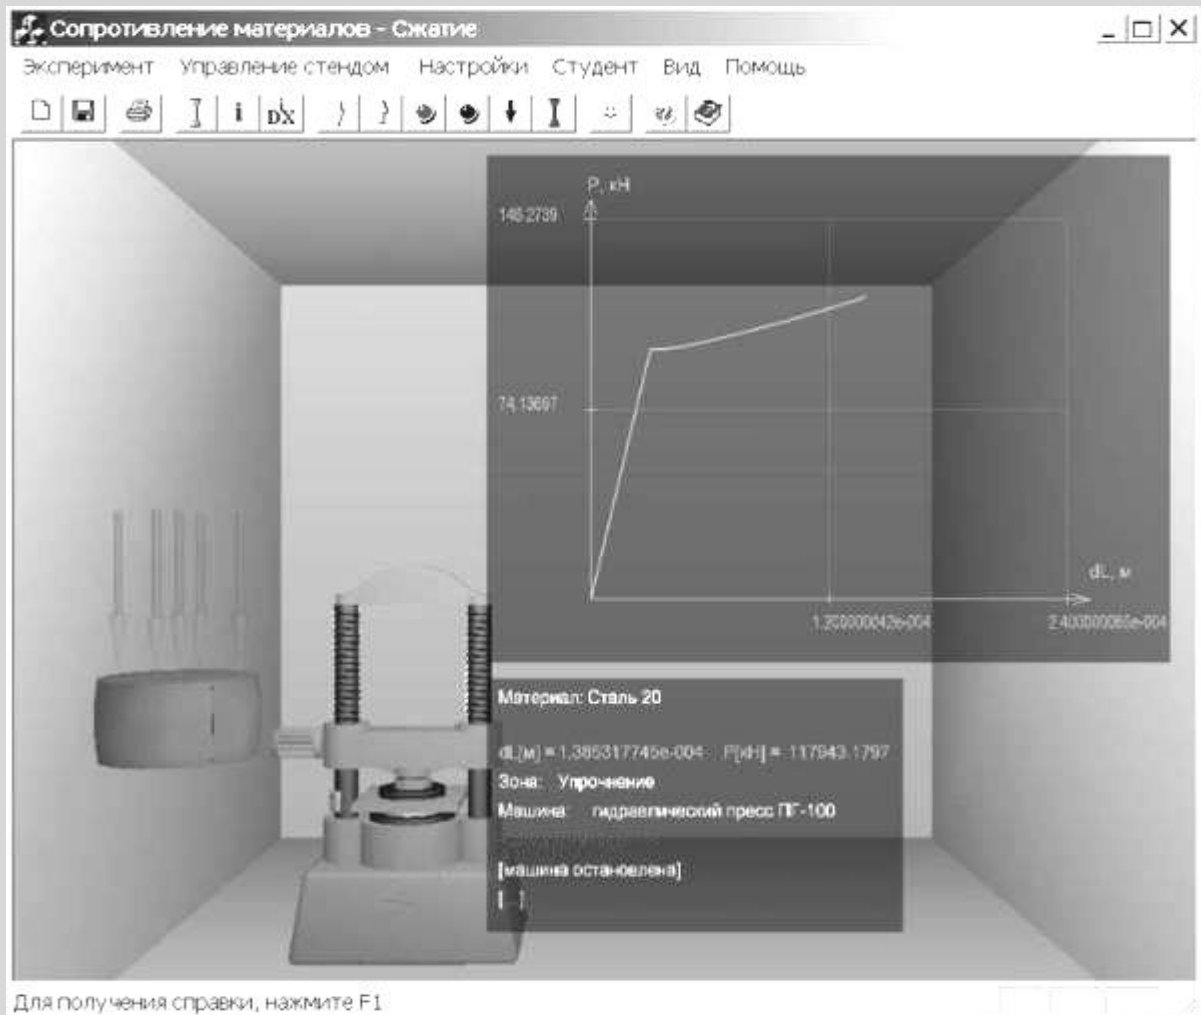 Сопротивление материалов - Сжатие
Эксперимент Управление стендом Настройки Студент Вид Помощь
i DX
P, кН
148.2739
74.13697
dL, м
1.200000042e-004
2.400000085e-004
Материал: Сталь 20
dL[м] = 1.385317745e-004 P[кН] = 117943.1797
Зона: Упрочнение
Машина: гидравлический пресс ПГ-100
[машина остановлена]
Для получения справки, нажмите F1